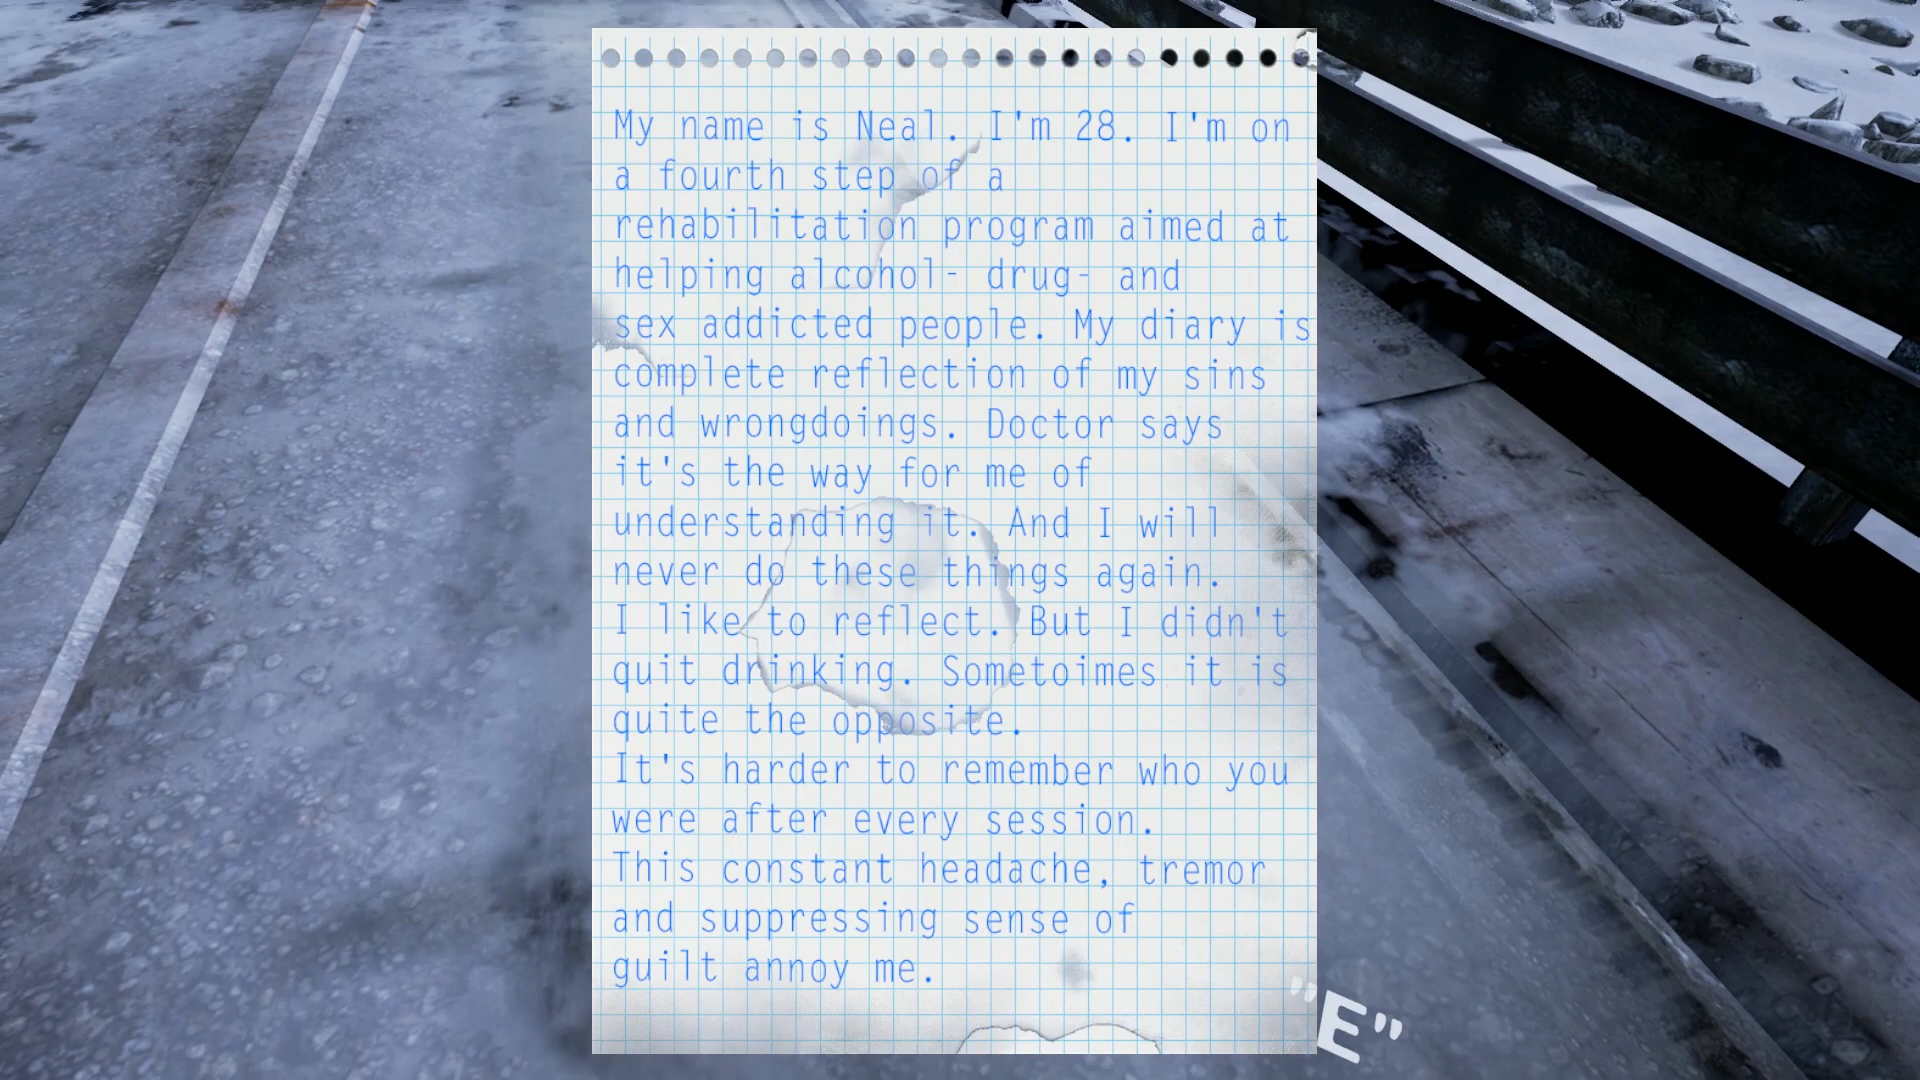 My name is Neal. I'm 28. I'm on
a fourth step of a
rehabilitation program aimed at
helping alcohol- drug- and
sex addicted people. My diary is
complete reflection of my sins
and wrongdoings. Doctor says
it's the way for me of
understanding it. And I will
never do these things again.
I like to reflect. But I didn't
quit drinking. Sometoimes it is
quite the opposite.
It's harder to remember who you
were after every session.
This constant headache, tremor
and suppressing sense of
guilt annoy me.
"E"